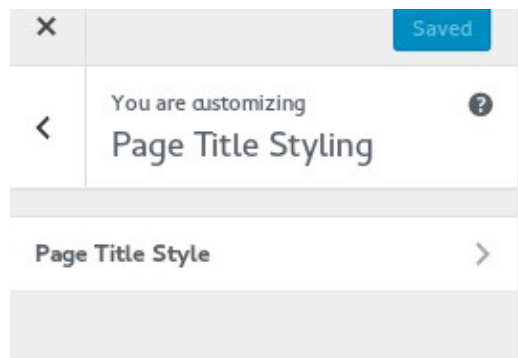 Saved
You are customizing
Page Title Styling
Page Title Style